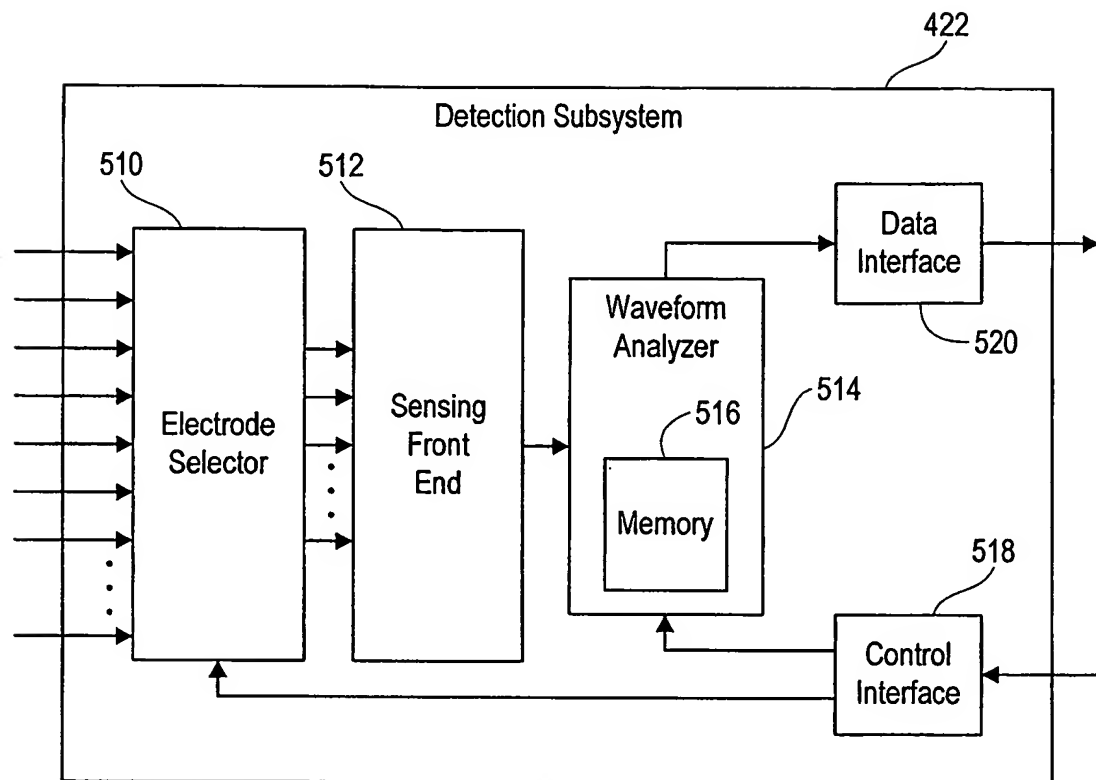 422
Detection Subsystem
510
512
Data
Interface
520
Waveform
Analyzer
514
516
Memory
Electrode
Selector
Sensing
Front
End
518
Control
Interface